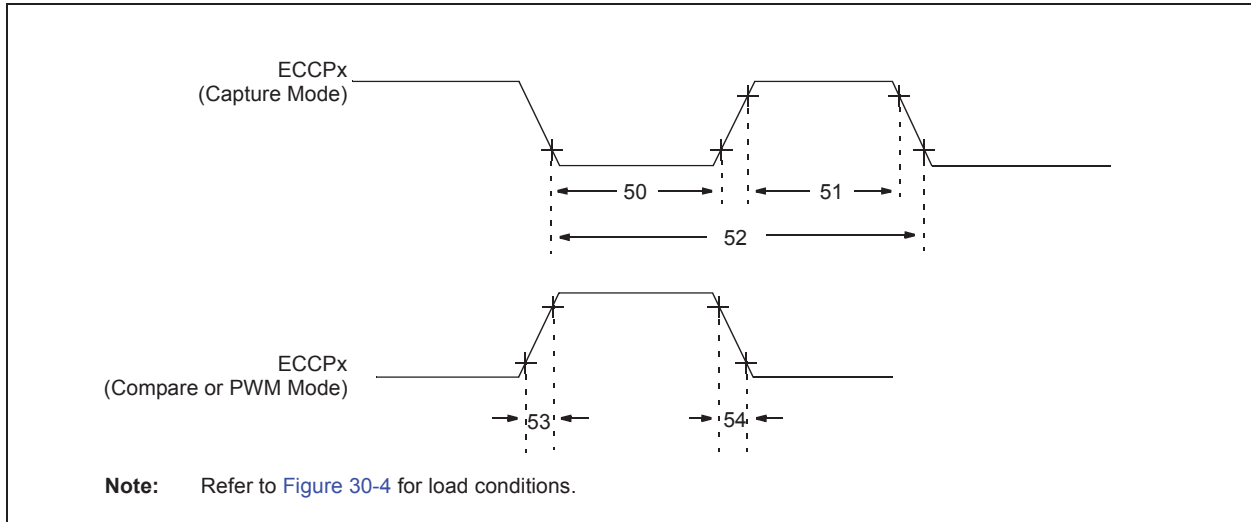 ECCPx
(Capture Mode)
50
51
52
ECCPx
(Compare or PWM Mode)
53
54
Note: Refer to Figure 30-4 for load conditions.